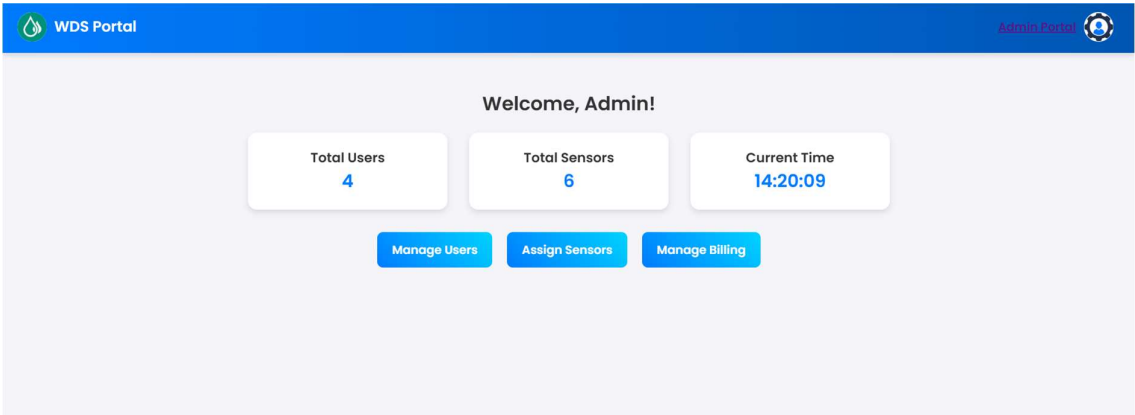 WDS Portal
Admin Portal
Welcome, Admin!
Total Users
4
Total Sensors
6
Current Time
14:20:09
Manage Users
Assign Sensors
Manage Billing